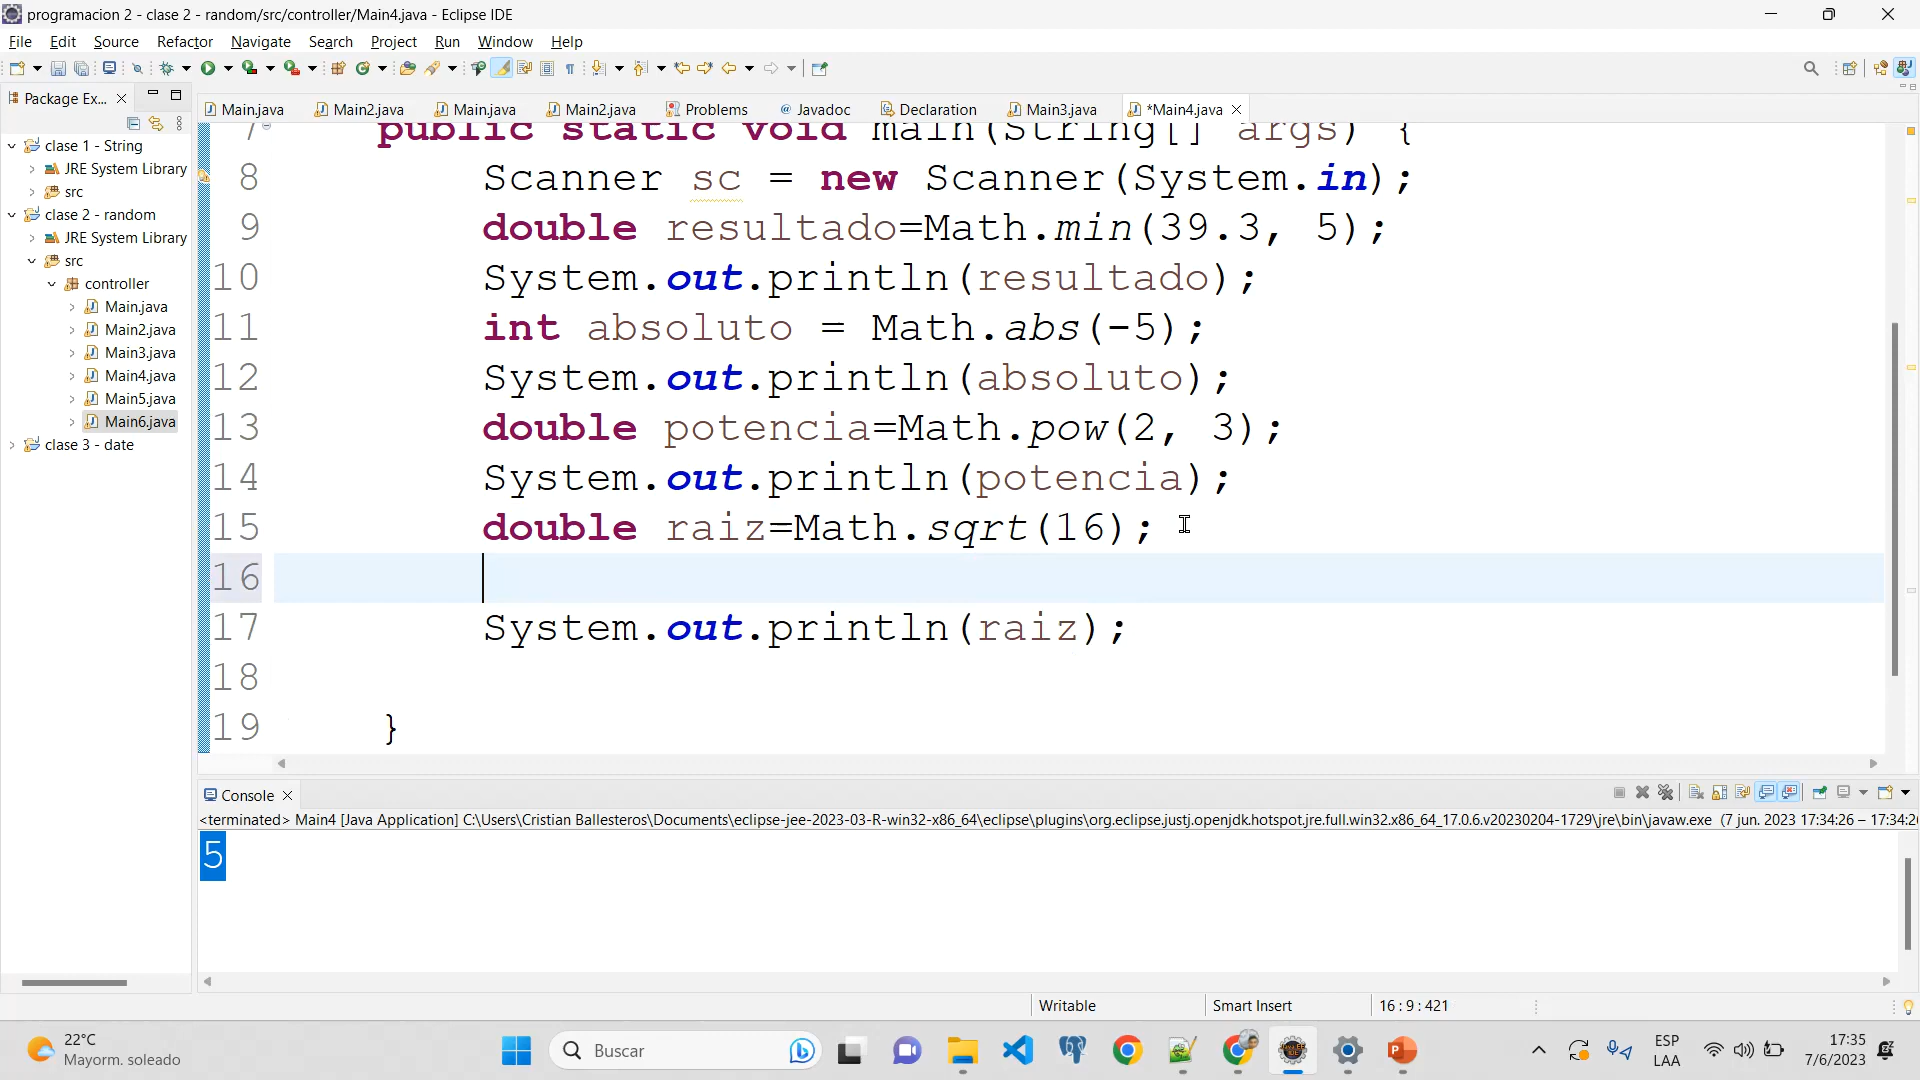 programacion 2 - clase 2 - random/src/controller/Main4.java - Eclipse IDE
File Edit Source Refactor Navigate Search Project Run Window Help
Package Ex...
Main.java Main2.java Main.java Main2.java Problems Javadoc Declaration Main3.java *Main4.java
clase 1 - String
JRE System Library
src
clase 2 - random
JRE System Library
src
controller
Main.java
Main2.java
Main3.java
Main4.java
Main5.java
Main6.java
clase 3 - date
7 public static void main(String[] args) {
8 Scanner sc = new Scanner(System.in);
9 double resultado=Math.min(39.3, 5);
10 System.out.println(resultado);
11 int absoluto = Math.abs(-5);
12 System.out.println(absoluto);
13 double potencia=Math.pow(2, 3);
14 System.out.println(potencia);
15 double raiz=Math.sqrt(16);
16
17 System.out.println(raiz);
18
19 }
Console
<terminated> Main4 [Java Application] C:\Users\Cristian Ballesteros\Documents\eclipse-jee-2023-03-R-win32-x86_64\eclipse\plugins\org.eclipse.justj.openjdk.hotspot.jre.full.win32.x86_64_17.0.6.v20230204-1729\jre\bin\javaw.exe (7 jun. 2023 17:34:26 – 17:34:2
5
Writable Smart Insert 16 : 9 : 421
22°C
Mayorm. soleado
Buscar
ESP
LAA
17:35
7/6/2023